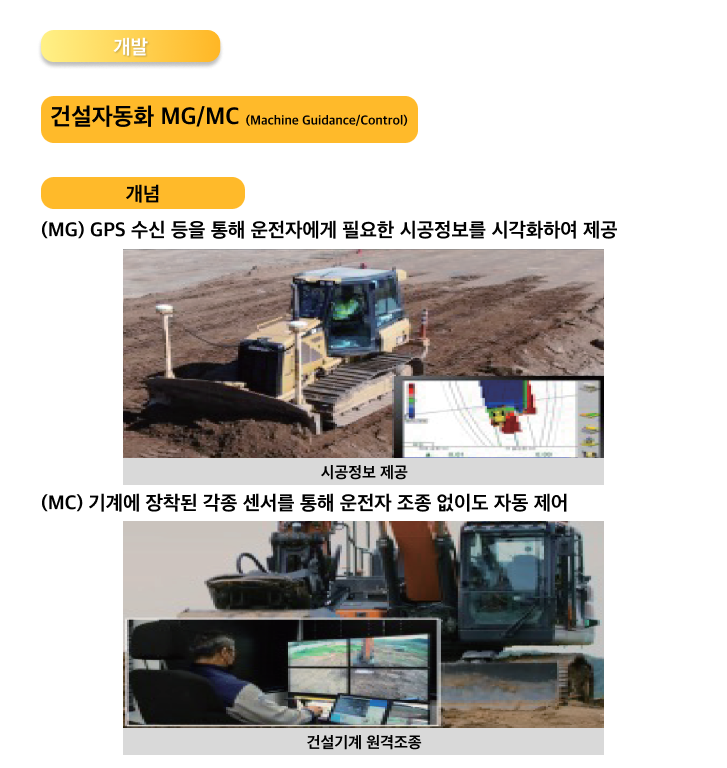 개발
건설자동화 MG/MC (Machine Guidance/Control)
개념
(MG) GPS 수신 등을 통해 운전자에게 필요한 시공정보를 시각화하여 제공
시공정보 제공
(MC) 기계에 장착된 각종 센서를 통해 운전자 조종 없이도 자동 제어
건설기계 원격조종